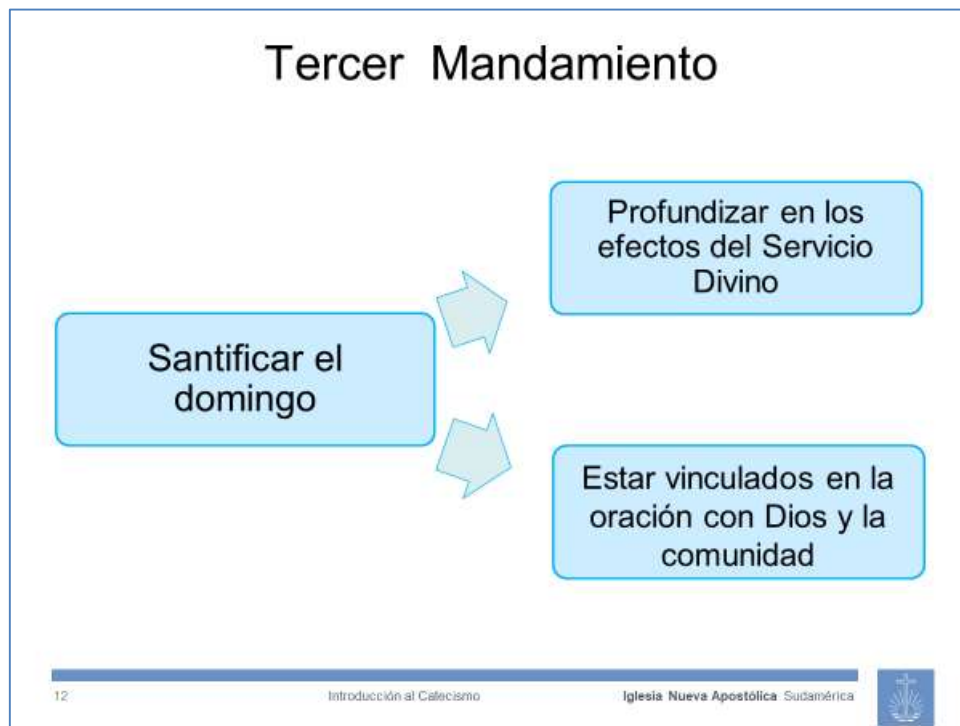 Tercer Mandamiento
Profundizar en los
efectos del Servicio
Divino
Santificar el
domingo
Estar vinculados en la
oración con Dios y la
comunidad
12
Introducción al Catecismo
Iglesia Nueva Apostólica Sudamérica